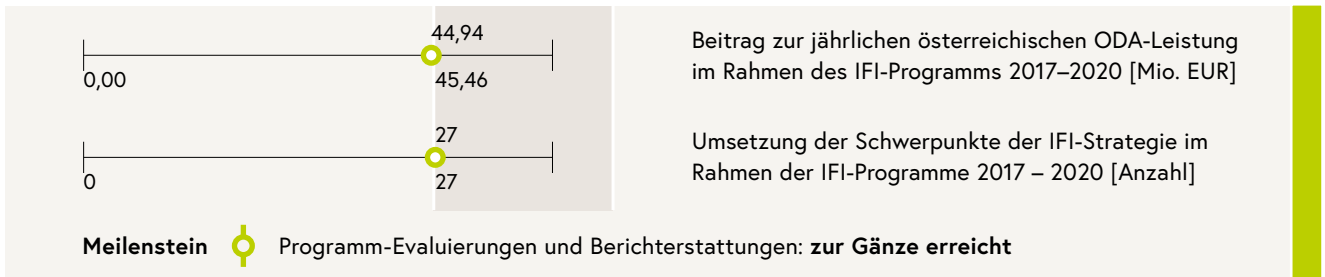 44,94
0,00
45,46
Beitrag zur jährlichen österreichischen ODA-Leistung
im Rahmen des IFI-Programms 2017–2020 [Mio. EUR]
27
0
27
Umsetzung der Schwerpunkte der IFI-Strategie im
Rahmen der IFI-Programme 2017 – 2020 [Anzahl]
Meilenstein Programm-Evaluierungen und Berichterstattungen: zur Gänze erreicht